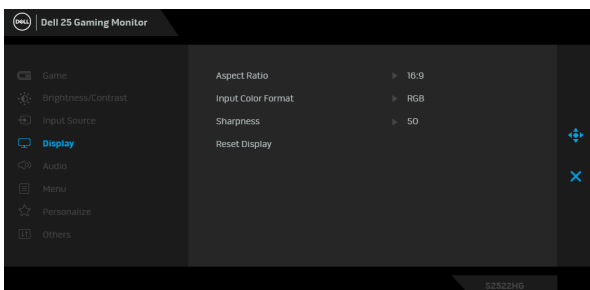 DELL
Dell 25 Gaming Monitor
Game
Brightness/Contrast
Input Source
Display
Audio
Menu
Personalize
Others
Aspect Ratio 16:9
Input Color Format RGB
Sharpness 50
Reset Display
S2522HG